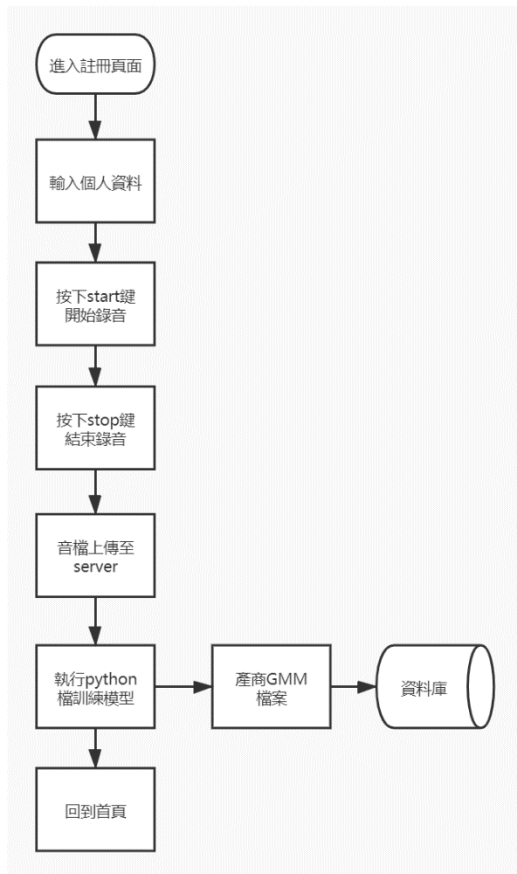 進入註冊頁面
輸入個人資料
按下start鍵
開始錄音
按下stop鍵
結束錄音
音檔上傳至
server
執行python
檔訓練模型
產商GMM
檔案
資料庫
回到首頁